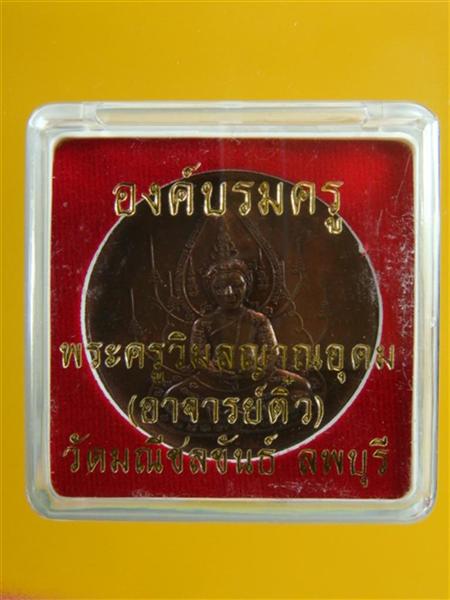 องค์บรมครู
พระครูวิมลญาณอุดม
(อาจารย์ติ๋ว)
วัดมณีชลขันธ์ ลพบุรี